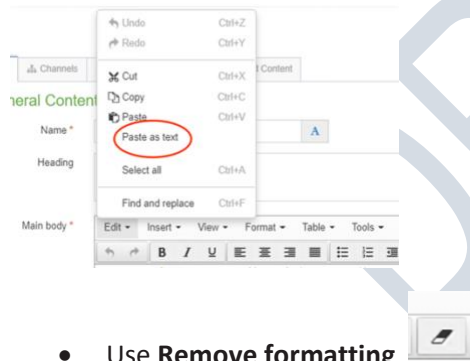 Undo Ctrl+Z
Redo Ctrl+Y
Channels
Content
Cut Ctrl+X
neral Conten
Copy Ctrl+C
Paste Ctrl+V
Name *
Paste as text
A
Heading
Select all Ctrl+A
Find and replace Ctrl+F
Main body *
Edit Insert View Format Table Tools
B I U
• Use Remove formatting